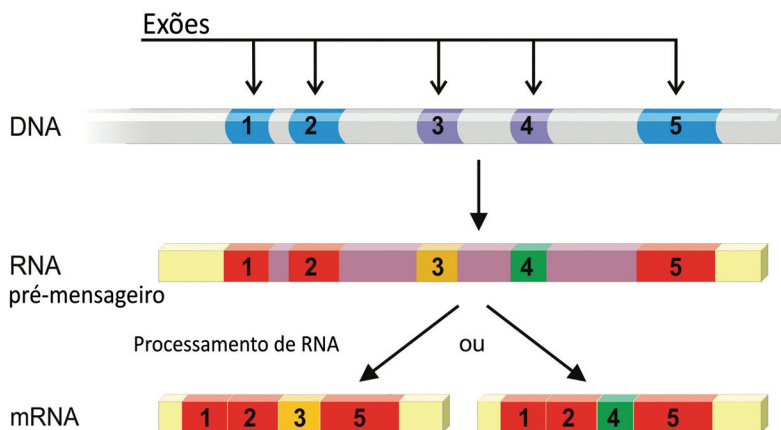 Exões
DNA
1 2 3 4 5
RNA
pré-mensageiro
1 2 3 4 5
Processamento de RNA
ou
mRNA
1 2 3 5
1 2 4 5